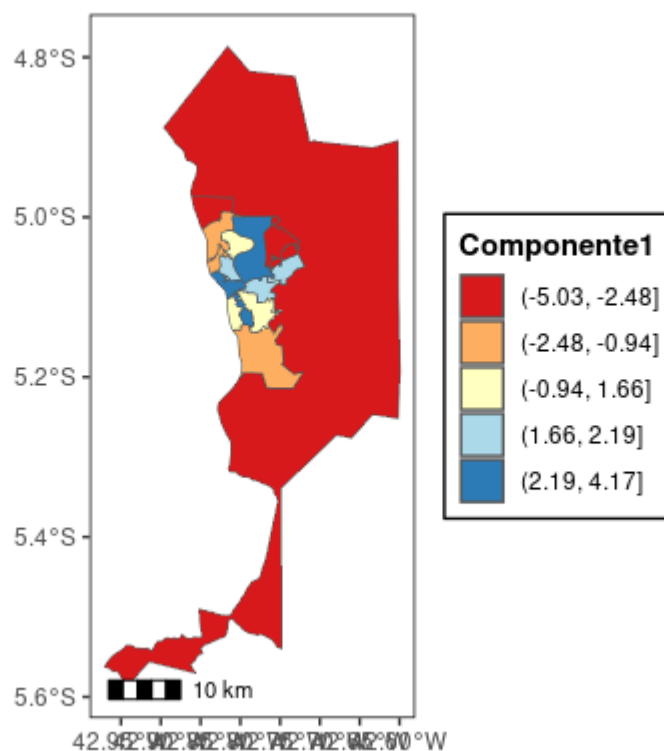 4.8°S
5.0°S
5.2°S
5.4°S
5.6°S
10 km
Componente1
(-5.03, -2.48]
(-2.48, -0.94]
(-0.94, 1.66]
(1.66, 2.19]
(2.19, 4.17]